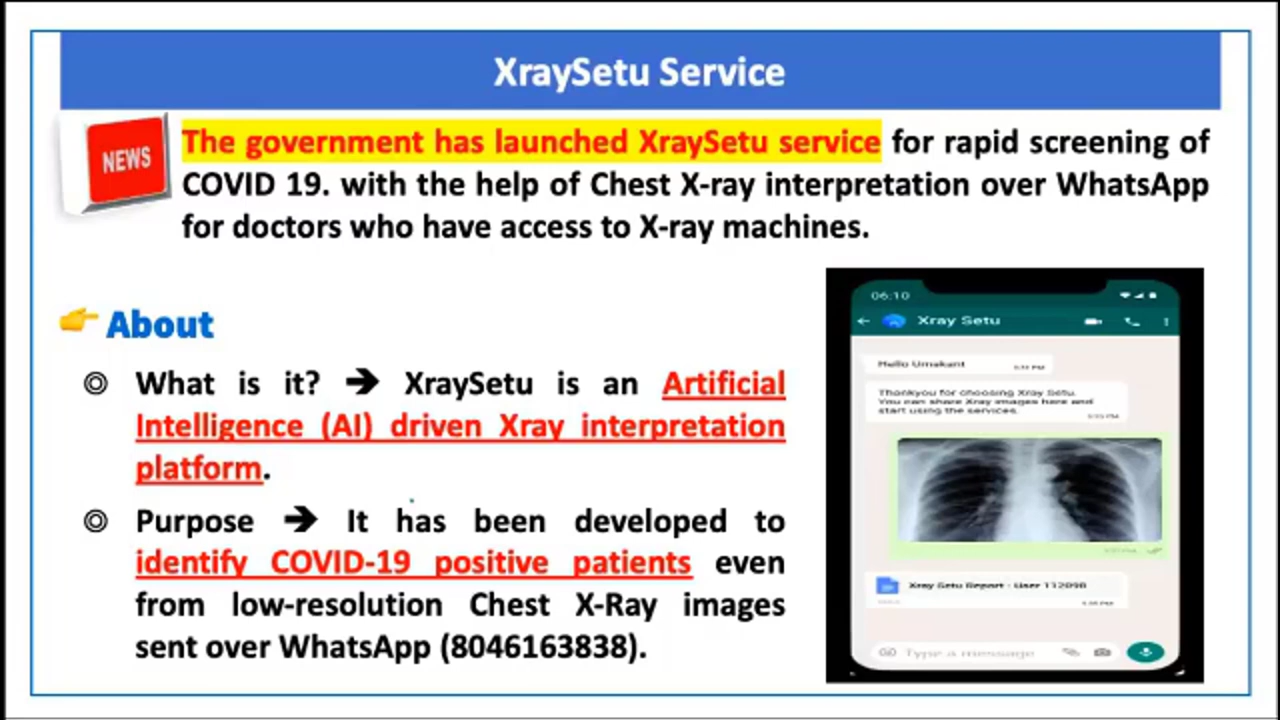 XraySetu Service
NEWS
The government has launched XraySetu service for rapid screening of
COVID 19. with the help of Chest X-ray interpretation over WhatsApp
for doctors who have access to X-ray machines.
About
What is it? ➔ XraySetu is an Artificial
Intelligence (AI) driven Xray interpretation
platform.
Purpose ➔ It has been developed to
identify COVID-19 positive patients even
from low-resolution Chest X-Ray images
sent over WhatsApp (8046163838).
06:10
Xray Setu
Hello Umakant
Thankyou for choosing Xray Setu.
You can share Xray images here and
start using the services.
Xray Setu Report - User 112098
Type a message